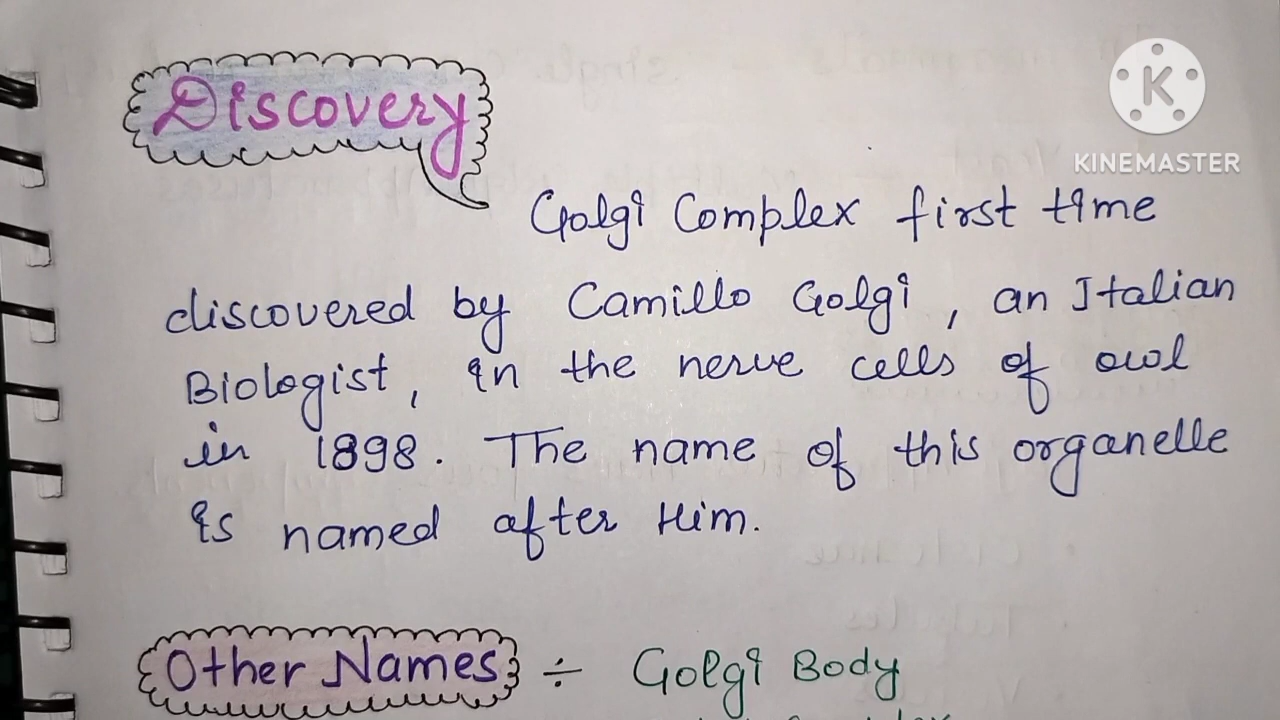 Discovery
K
KINEMASTER
Golgi Complex first time
discovered by Camillo Golgi, an Italian
Biologist, in the nerve cells of owl
in 1898. The name of this organelle
is named after Him.
Other Names ÷ Golgi Body